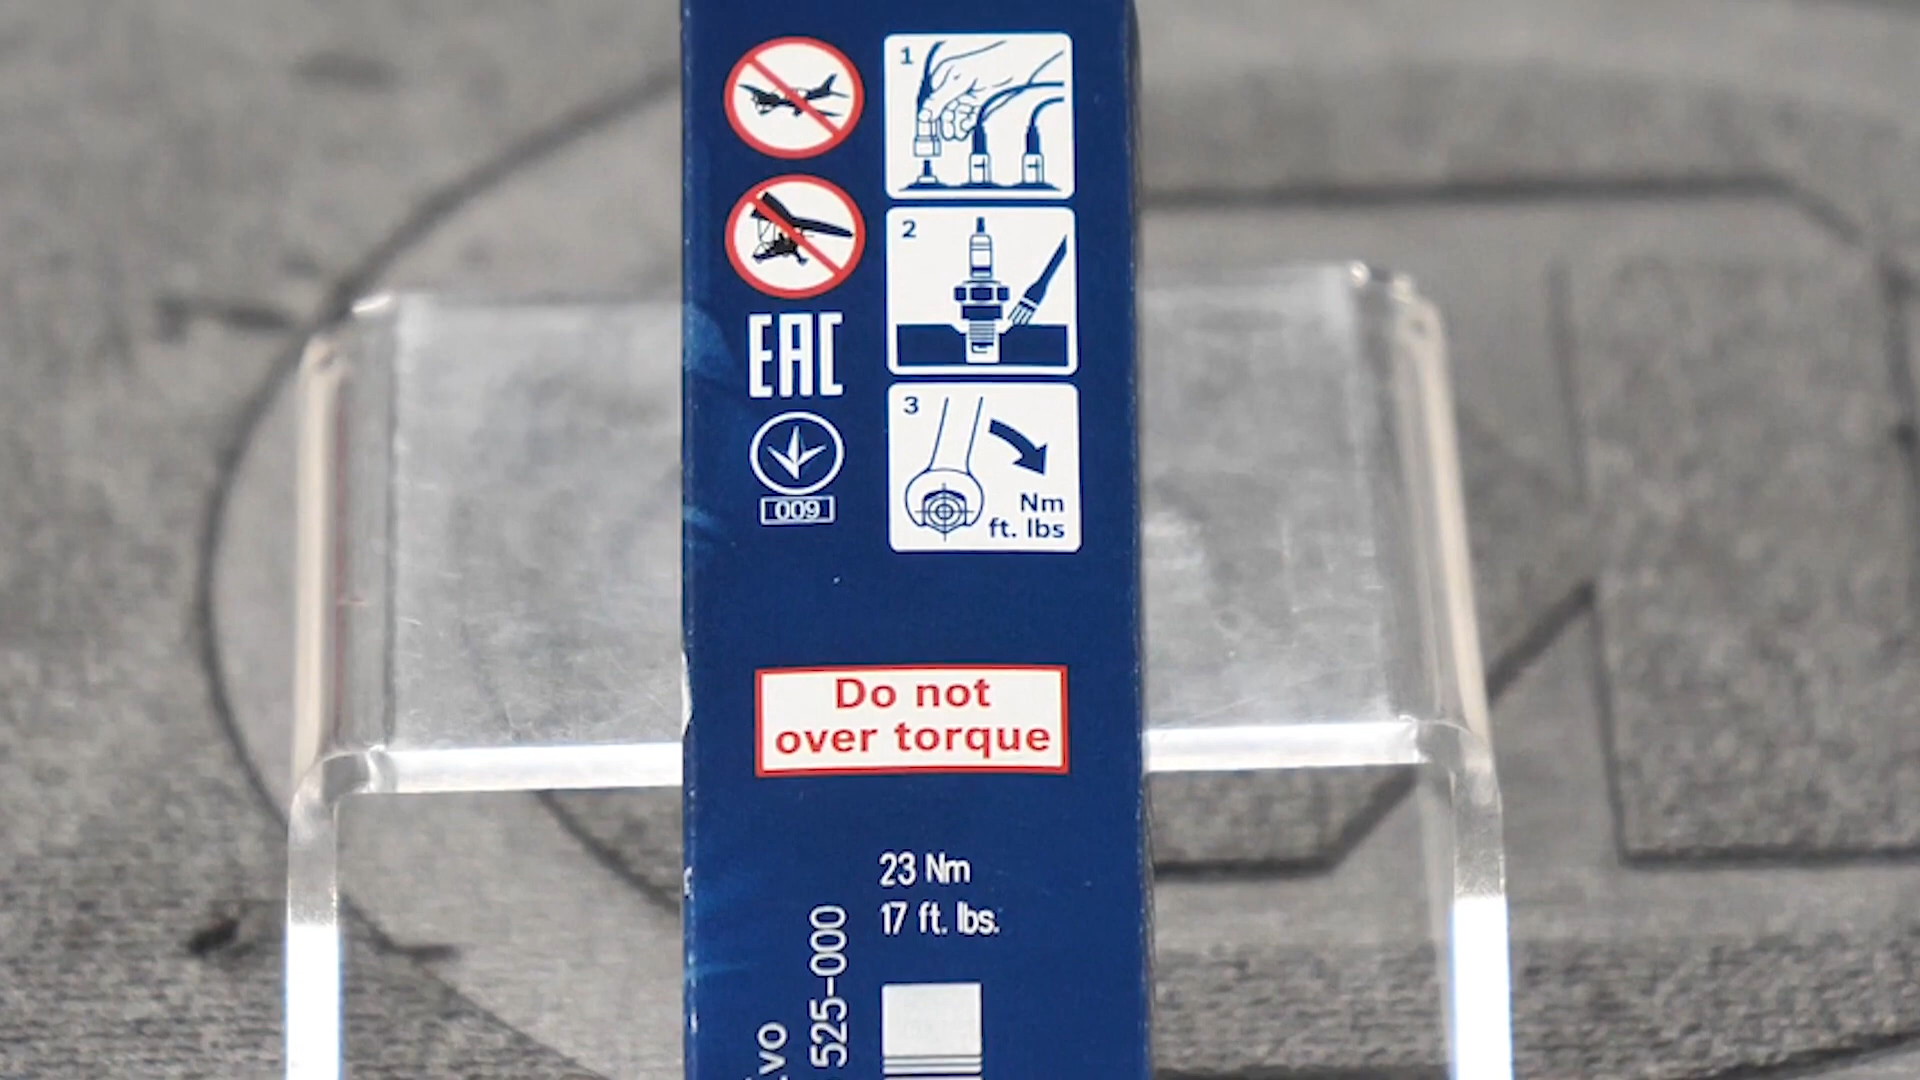 1
2
3
Nm
ft. lbs
EAC
009
Do not
over torque
23 Nm
17 ft. lbs.
525-000